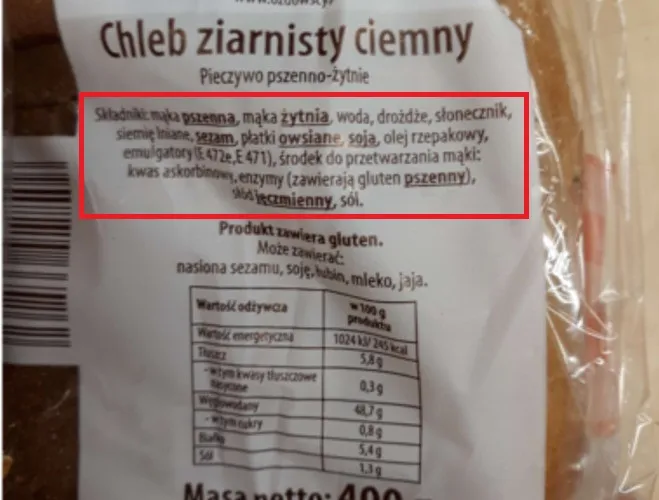 Chleb ziarnisty ciemny
Pieczywo pszenno-żytnie
Składniki: mąka pszenna, mąka żytnia, woda, drożdże, słonecznik,
siemię lniane, sezam, płatki owsiane, soja, olej rzepakowy,
emulgatory (E 472e, E 471), środek do przetwarzania mąki:
kwas askorbinowy, enzymy (zawierają gluten pszenny),
słód jęczmienny, sól.
Produkt zawiera gluten.
Może zawierać:
nasiona sezamu, soję, łubin, mleko, jaja.
Wartość odżywcza w 100 g
produktu
Wartość energetyczna 1024 kJ/ 245 kcal
Tłuszcz 5,8 g
- w tym kwasy tłuszczowe
nasycone 0,3 g
Węglowodany 48,7 g
- w tym cukry 0,8 g
Białko 5,4 g
Sól 1,3 g
Masa netto: 400